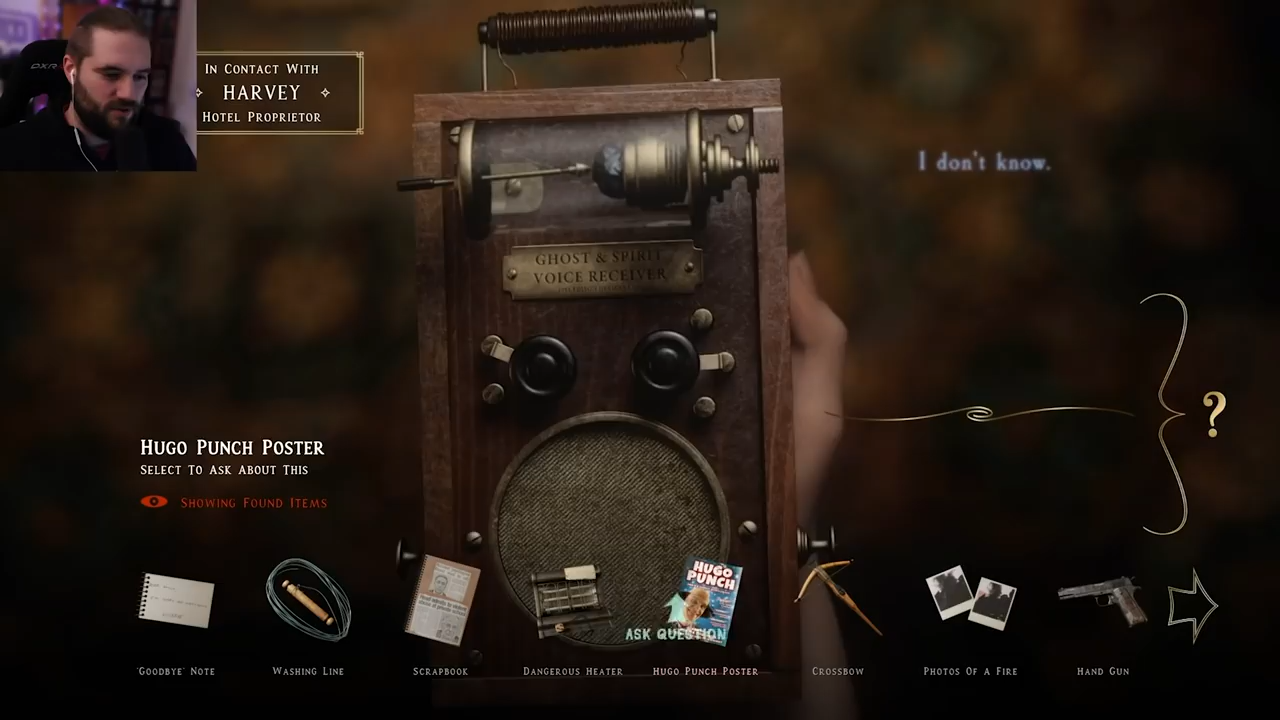 In Contact With
HARVEY
Hotel Proprietor
I don't know.
GHOST & SPIRIT
VOICE RECEIVER
Hugo Punch Poster
Select To Ask About This
Showing Found Items
?
HUGO
PUNCH
ASK QUESTION
'Goodbye' Note
Washing Line
Scrapbook
Dangerous Heater
Hugo Punch Poster
Crossbow
Photos Of A Fire
Hand Gun